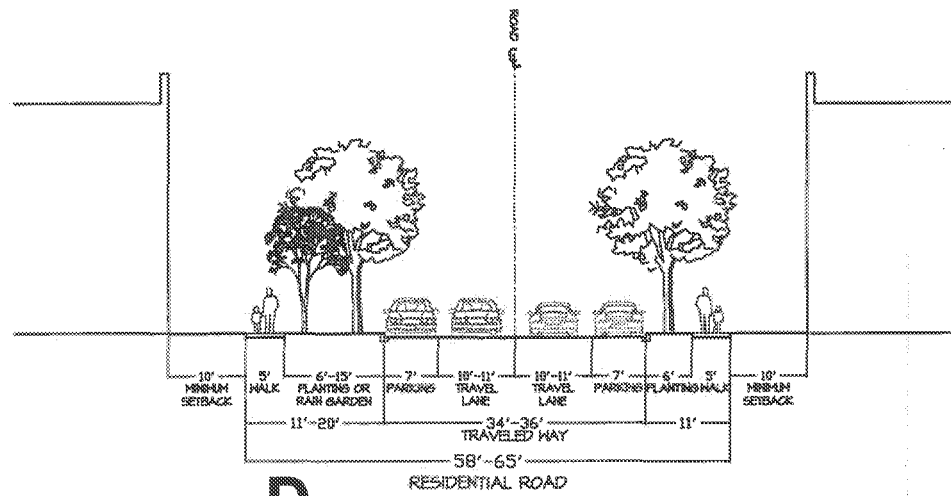 ROAD ℄
10' MINIMUM SETBACK
5' WALK
6'-15' PLANTING OR RAIN GARDEN
7' PARKING
10'-11' TRAVEL LANE
10'-11' TRAVEL LANE
7' PARKING
6' PLANTING
5' WALK
10' MINIMUM SETBACK
11'-20'
34'-36'
TRAVELED WAY
11'
58'-65'
RESIDENTIAL ROAD
D